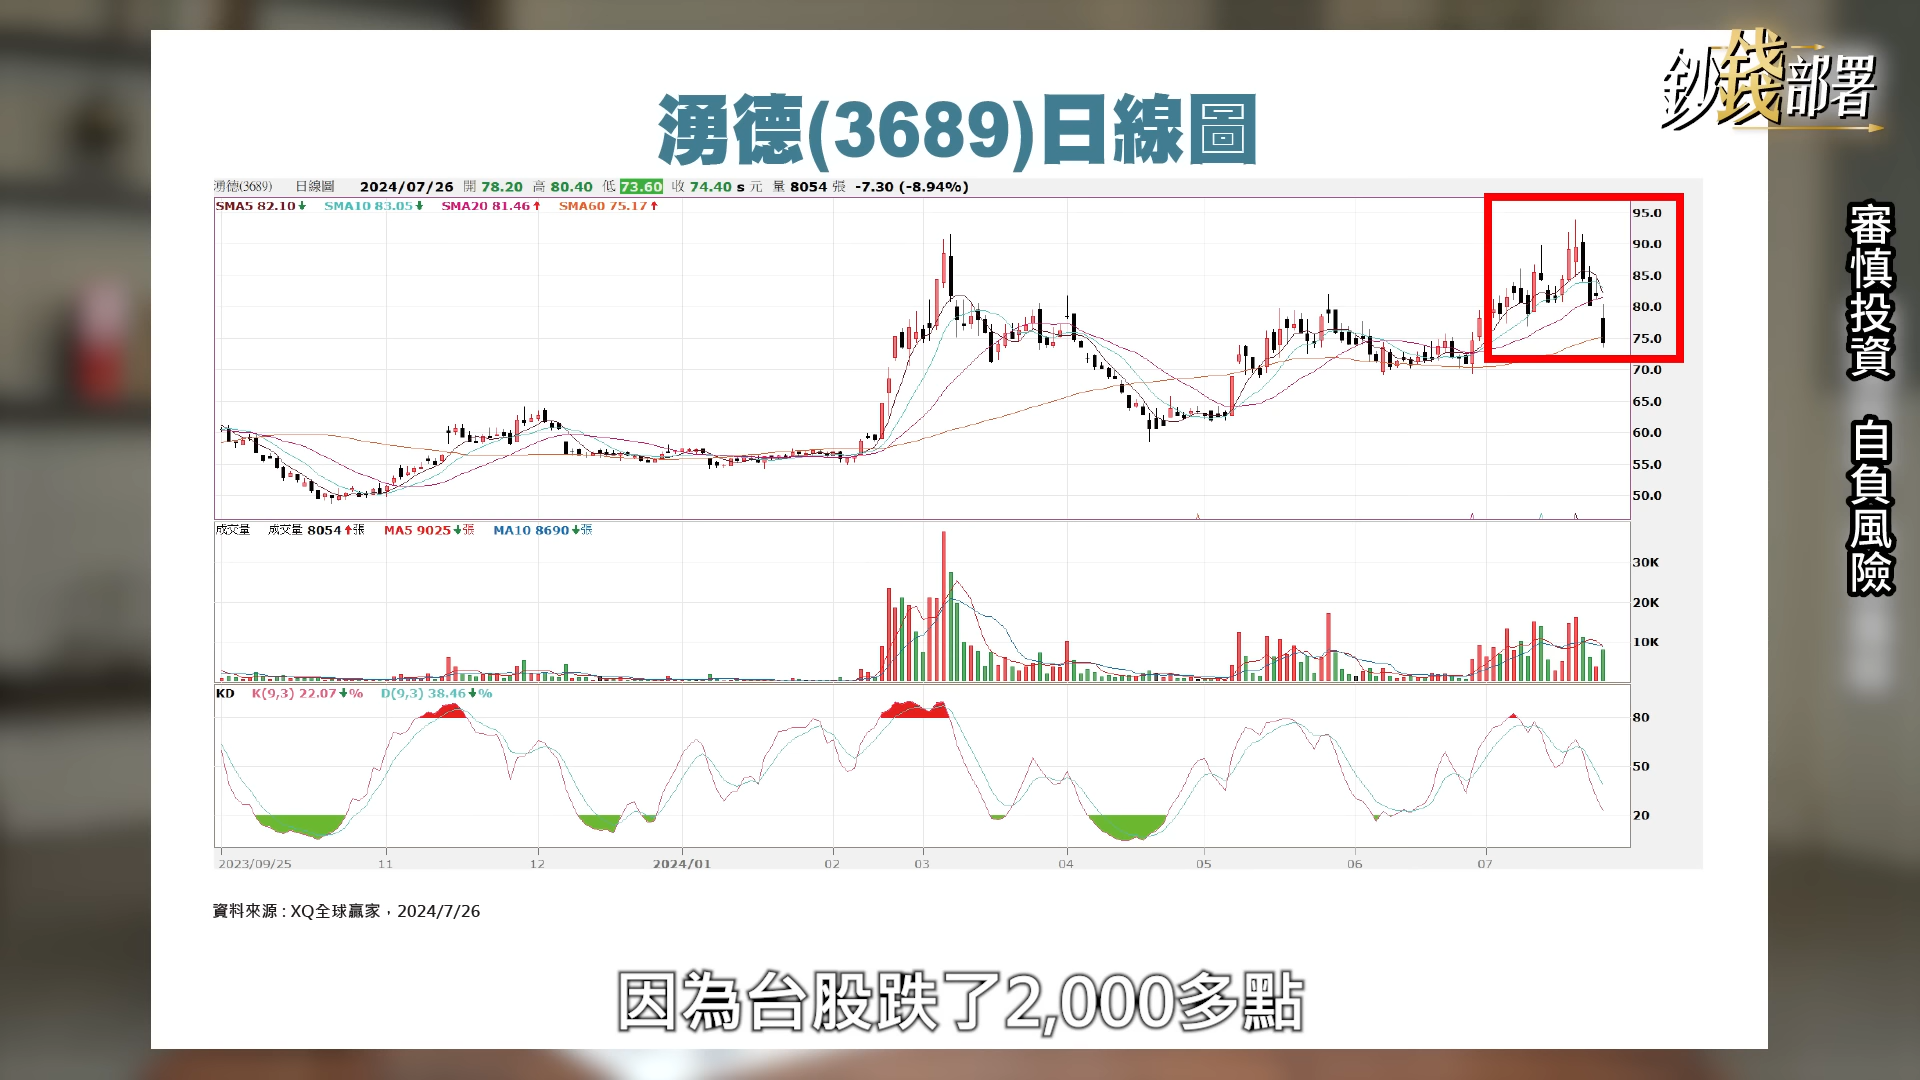 鈔錢部署
湧德(3689)日線圖
湧德(3689) 日線圖 2024/07/26 開 78.20 高 80.40 低 73.60 收 74.40 s 元 量 8054 張 -7.30 (-8.94%)
SMA5 82.10↓ SMA10 83.05↓ SMA20 81.46↑ SMA60 75.17↑
95.0
90.0
85.0
80.0
75.0
70.0
65.0
60.0
55.0
50.0
成交量 成交量 8054↑張 MA5 9025↓張 MA10 8690↓張
30K
20K
10K
KD K(9,3) 22.07↓% D(9,3) 38.46↓%
80
50
20
2023/09/25 11 12 2024/01 02 03 04 05 06 07
資料來源 : XQ全球贏家，2024/7/26
因為台股跌了2,000多點
審慎投資 自負風險